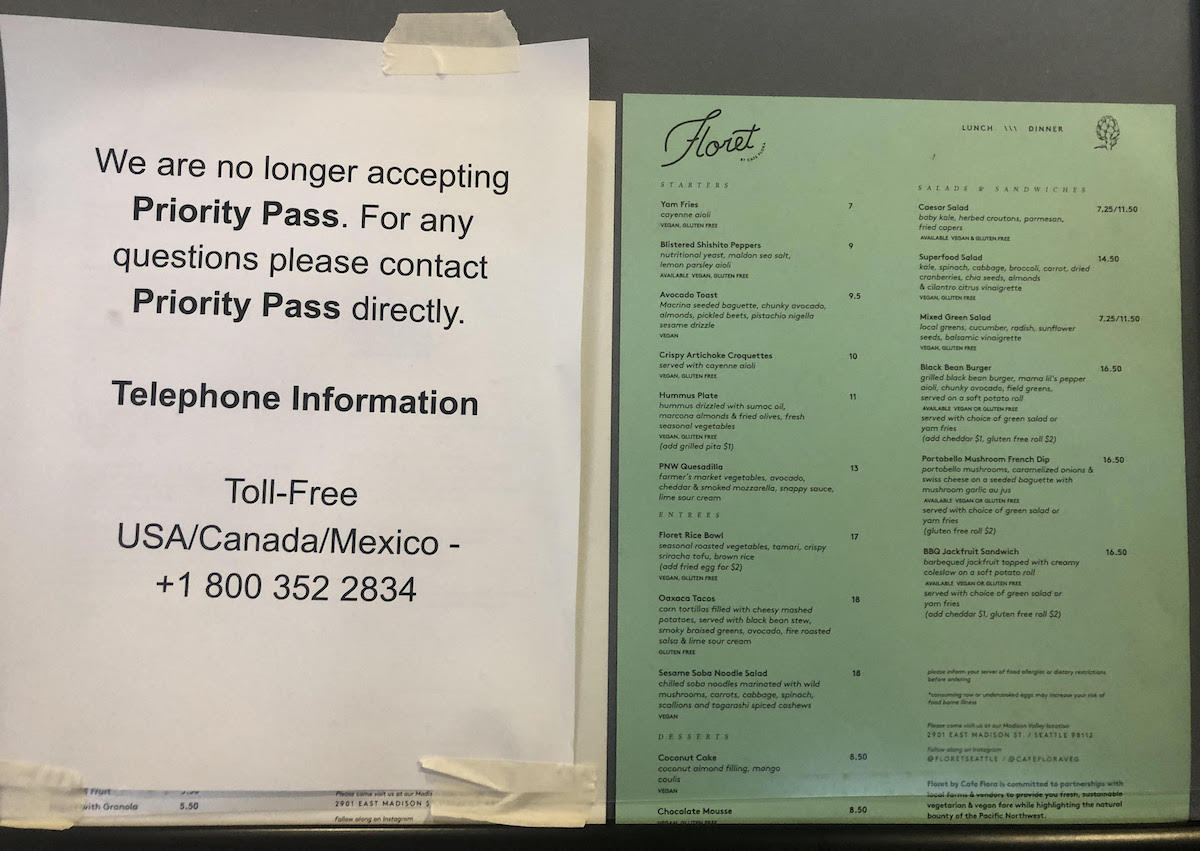 We are no longer accepting
Priority Pass. For any
questions please contact
Priority Pass directly.
Telephone Information
Toll-Free
USA/Canada/Mexico -
+1 800 352 2834
Fruit
with Granola 5.50
Please come visit us at our Madis
2901 EAST MADISON S
Follow along on Instagram
Floret
BY CAFE FLORA
LUNCH \\\ DINNER
STARTERS
Yam Fries 7
cayenne aioli
VEGAN, GLUTEN FREE
Blistered Shishito Peppers 9
nutritional yeast, maldon sea salt,
lemon parsley aioli
AVAILABLE VEGAN, GLUTEN FREE
Avocado Toast 9.5
Macrina seeded baguette, chunky avocado,
almonds, pickled beets, pistachio nigella
sesame drizzle
VEGAN
Crispy Artichoke Croquettes 10
served with cayenne aioli
VEGAN, GLUTEN FREE
Hummus Plate 11
hummus drizzled with sumac oil,
marcona almonds & fried olives, fresh
seasonal vegetables
VEGAN, GLUTEN FREE
(add grilled pita $1)
PNW Quesadilla 13
farmer's market vegetables, avocado,
cheddar & smoked mozzarella, snappy sauce,
lime sour cream
ENTREES
Floret Rice Bowl 17
seasonal roasted vegetables, tamari, crispy
sriracha tofu, brown rice
(add fried egg for $2)
VEGAN, GLUTEN FREE
Oaxaca Tacos 18
corn tortillas filled with cheesy mashed
potatoes, served with black bean stew,
smoky braised greens, avocado, fire roasted
salsa & lime sour cream
GLUTEN FREE
Sesame Soba Noodle Salad 18
chilled soba noodles marinated with wild
mushrooms, carrots, cabbage, spinach,
scallions and togarashi spiced cashews
VEGAN
DESSERTS
Coconut Cake 8.50
coconut almond filling, mango
coulis
VEGAN
Chocolate Mousse 8.50
VEGAN, GLUTEN FREE
SALADS & SANDWICHES
Caesar Salad 7.25/11.50
baby kale, herbed croutons, parmesan,
fried capers
AVAILABLE VEGAN & GLUTEN FREE
Superfood Salad 14.50
kale, spinach, cabbage, broccoli, carrot, dried
cranberries, chia seeds, almonds
& cilantro citrus vinaigrette
VEGAN, GLUTEN FREE
Mixed Green Salad 7.25/11.50
local greens, cucumber, radish, sunflower
seeds, balsamic vinaigrette
VEGAN, GLUTEN FREE
Black Bean Burger 16.50
grilled black bean burger, mama lil's pepper
aioli, chunky avocado, field greens,
served on a soft potato roll
AVAILABLE VEGAN OR GLUTEN FREE
served with choice of green salad or
yam fries
(add cheddar $1, gluten free roll $2)
Portobello Mushroom French Dip 16.50
portobello mushrooms, caramelized onions &
swiss cheese on a seeded baguette with
mushroom garlic au jus
AVAILABLE VEGAN OR GLUTEN FREE
served with choice of green salad or
yam fries
(gluten free roll $2)
BBQ Jackfruit Sandwich 16.50
barbequed jackfruit topped with creamy
coleslaw on a soft potato roll
AVAILABLE VEGAN OR GLUTEN FREE
served with choice of green salad or
yam fries
(add cheddar $1, gluten free roll $2)
please inform your server of food allergies or dietary restrictions
before ordering
*consuming raw or undercooked eggs may increase your risk of
food borne illness
Please come visit us at our Madison Valley location
2901 EAST MADISON ST. / SEATTLE 98112
Follow along on Instagram
@FLORETSEATTLE / @CAFEFLORAVEG
Floret by Cafe Flora is committed to partnerships with
local farms & vendors to provide you fresh, sustainable
vegetarian & vegan fare while highlighting the natural
bounty of the Pacific Northwest.